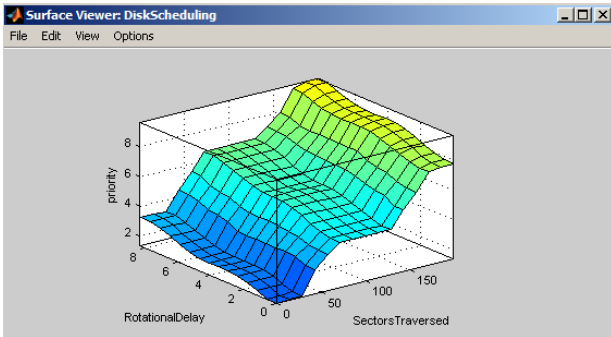 Surface Viewer: DiskScheduling
File Edit View Options
priority
8
6
4
2
8
6
4
2
0
0
50
100
150
RotationalDelay
SectorsTraversed